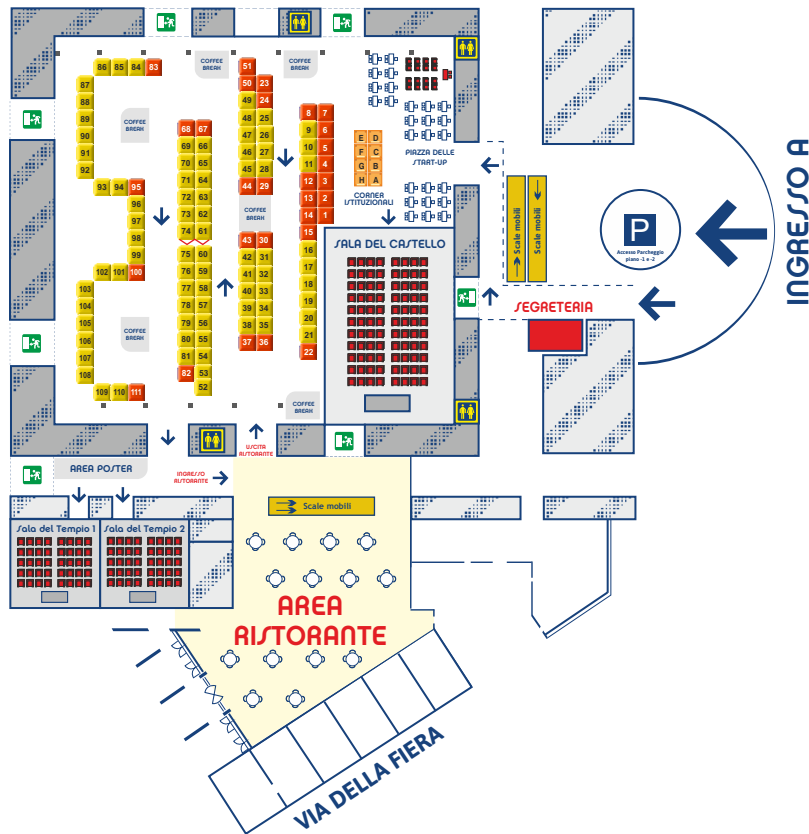 COFFEE
BREAK
COFFEE
BREAK
86 85 84 83
87
88
89
90
91
92
93 94 95
96
97
98
99
102 101 100
103
104
105
106
107
108
109 110 111
COFFEE
BREAK
COFFEE
BREAK
68 67
69 66
70 65
71 64
72 63
73 62
74 61
75 60
76 59
77 58
78 57
79 56
80 55
81 54
82 53
52
51
50 23
49 24
48 25
47 26
46 27
45 28
44 29
COFFEE
BREAK
43 30
42 31
41 32
40 33
39 34
38 35
37 36
8 7
9 6
10 5
11 4
12 3
13 2
14 1
15
16
17
18
19
20
21
22
COFFEE
BREAK
E D
F C
G B
H A
CORNER
ISTITUZIONALI
PIAZZA DELLE
START-UP
SALA DEL CASTELLO
Scale mobili
Scale mobili
P
Accesso Parcheggio
piano -1 e -2
INGRESSO A
SEGRETERIA
USCITA
RISTORANTE
INGRESSO
RISTORANTE
AREA POSTER
Sala del Tempio 1
Sala del Tempio 2
Scale mobili
AREA
RISTORANTE
VIA DELLA FIERA